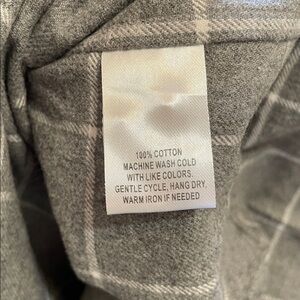 100% COTTON
MACHINE WASH COLD
WITH LIKE COLORS.
GENTLE CYCLE, HANG DRY.
WARM IRON IF NEEDED